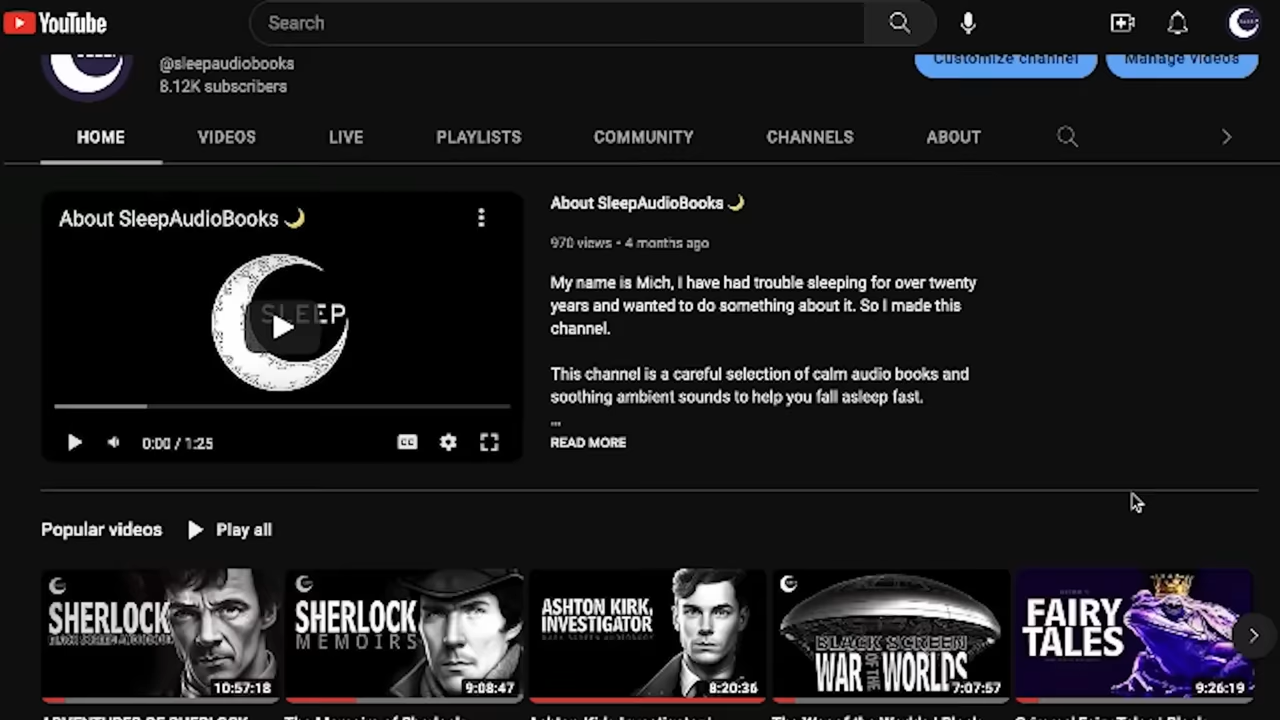 YouTube
Search
@sleepaudiobooks
8.12K subscribers
Customize channel
Manage videos
HOME
VIDEOS
LIVE
PLAYLISTS
COMMUNITY
CHANNELS
ABOUT
About SleepAudioBooks 🌙
SLEEP
0:00 / 1:25
About SleepAudioBooks 🌙
970 views • 4 months ago
My name is Mich, I have had trouble sleeping for over twenty
years and wanted to do something about it. So I made this
channel.
This channel is a careful selection of calm audio books and
soothing ambient sounds to help you fall asleep fast.
...
READ MORE
Popular videos
Play all
SHERLOCK
10:57:18
SHERLOCK
MEMOIRS
9:08:47
ASHTON KIRK,
INVESTIGATOR
8:20:36
BLACK SCREEN
WAR OF THE WORLDS
7:07:57
FAIRY
TALES
9:26:19